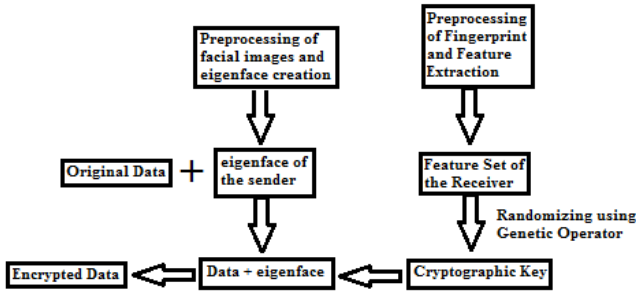 Preprocessing of
facial images and
eigenface creation
Preprocessing
of Fingerprint
and Feature
Extraction
Original Data
+
eigenface of
the sender
Feature Set of
the Receiver
Randomizing using
Genetic Operator
Encrypted Data
Data + eigenface
Cryptographic Key